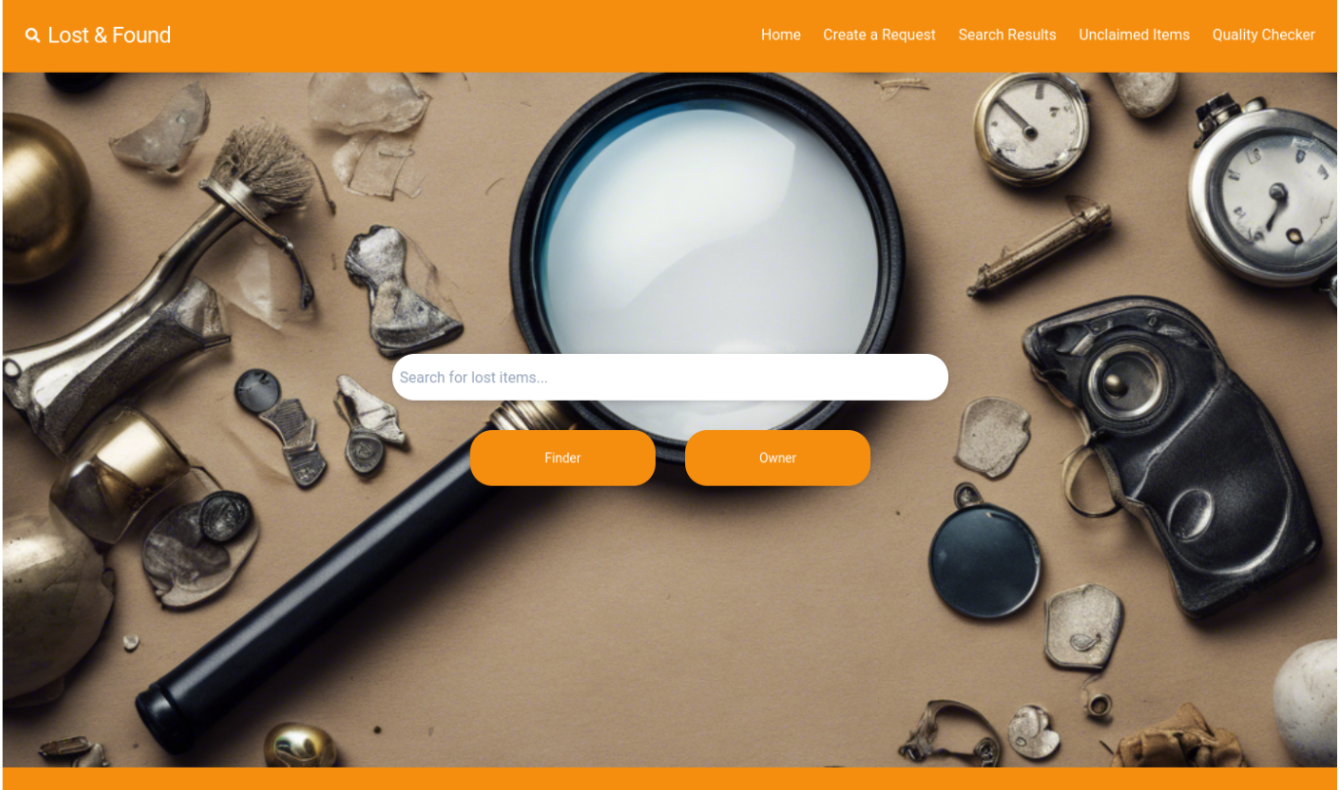 Lost & Found
Home Create a Request Search Results Unclaimed Items Quality Checker
Search for lost items...
Finder Owner